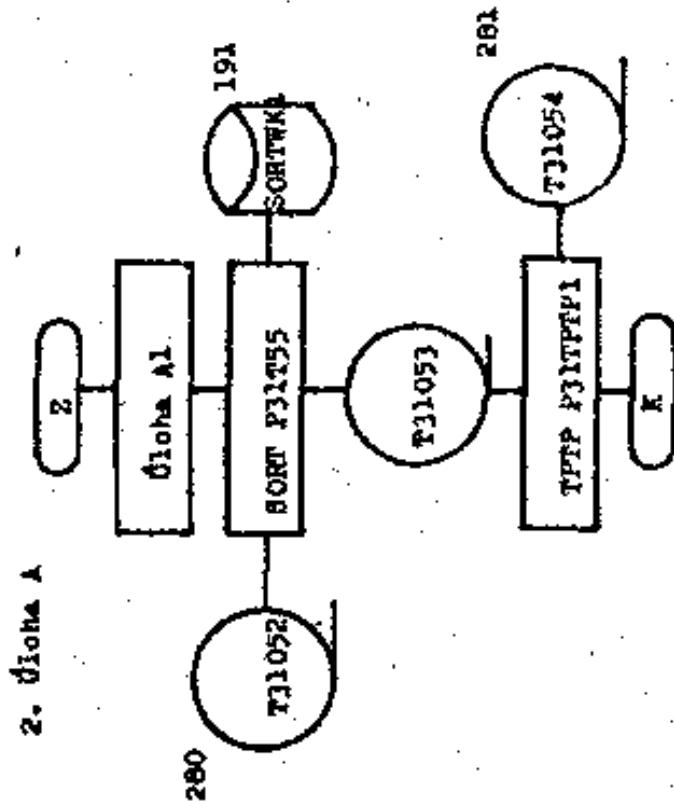 2. Úloha A
Z
Úloha A1
SORT P31T55
SORTWK1
191
280
T31052
T31053
TPTP P31TPTP1
T31054
281
K